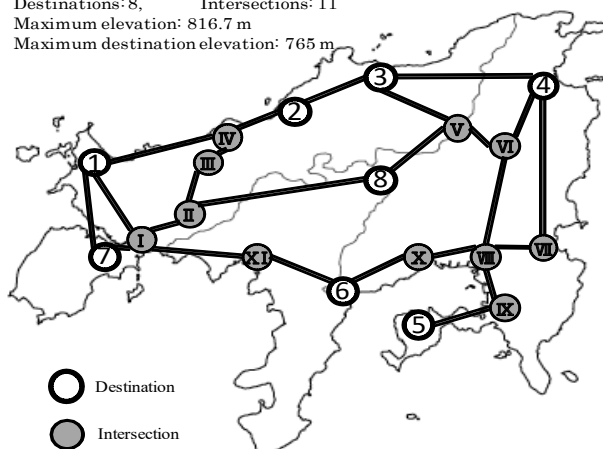 Destinations: 8, Intersections: 11
Maximum elevation: 816.7 m
Maximum destination elevation: 765 m
3
4
2
IV
V
1
III
VI
8
II
I
7
XI
X
VIII
VII
6
5
IX
Destination
Intersection